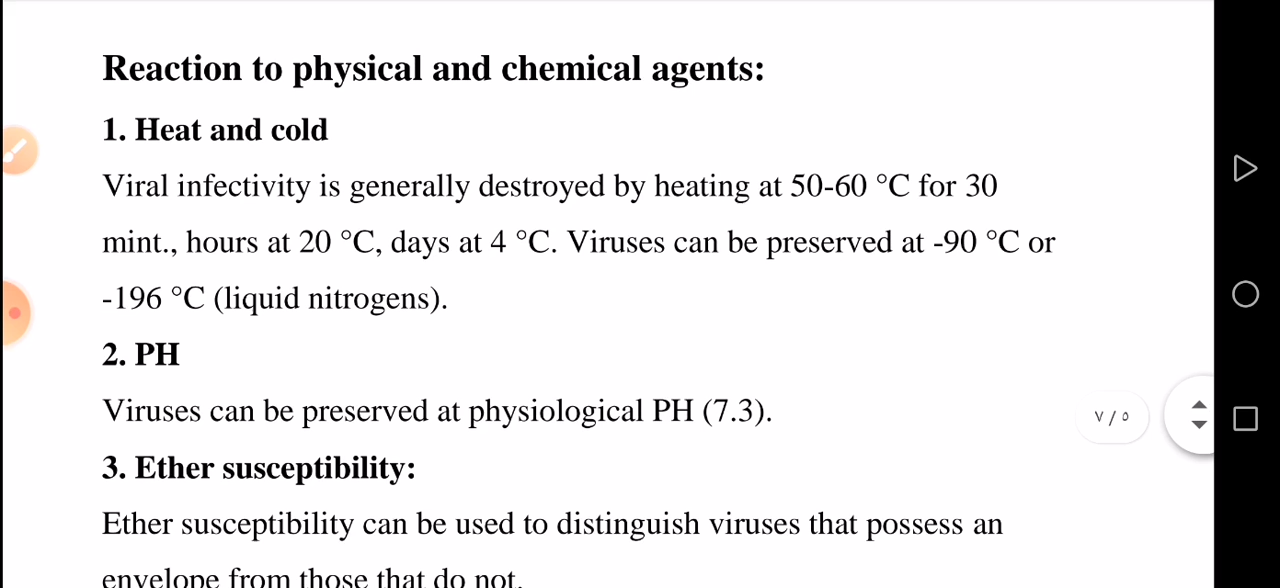 Reaction to physical and chemical agents:
1. Heat and cold
Viral infectivity is generally destroyed by heating at 50-60 °C for 30
mint., hours at 20 °C, days at 4 °C. Viruses can be preserved at -90 °C or
-196 °C (liquid nitrogens).
2. PH
Viruses can be preserved at physiological PH (7.3).
٧ / ٥
3. Ether susceptibility:
Ether susceptibility can be used to distinguish viruses that possess an
envelope from those that do not.